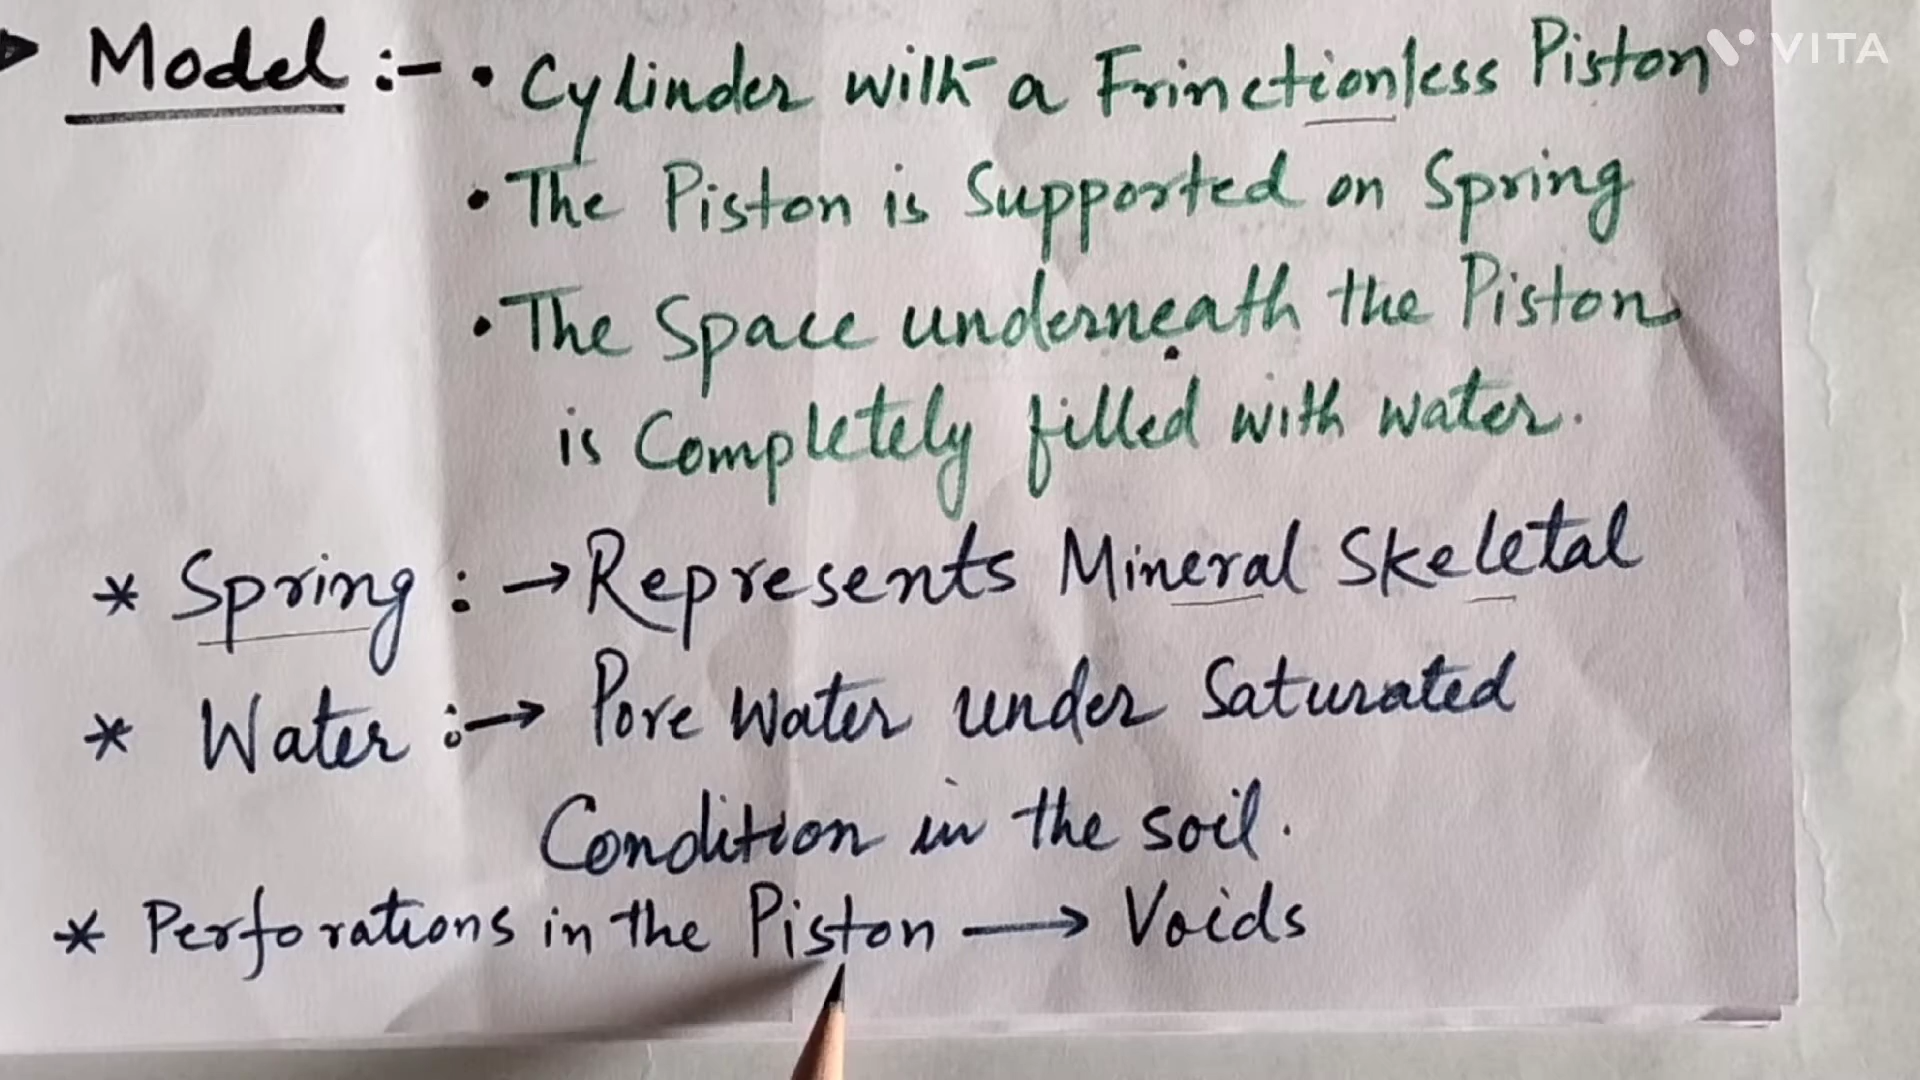 Model :- • Cylinder with a Frinctionless Piston
VITA
• The Piston is Supported on Spring
• The Space underneath the Piston
is Completely filled with water.
* Spring : → Represents Mineral Skeletal
* Water :→ Pore Water under Saturated
Condition in the soil.
* Perforations in the Piston → Voids